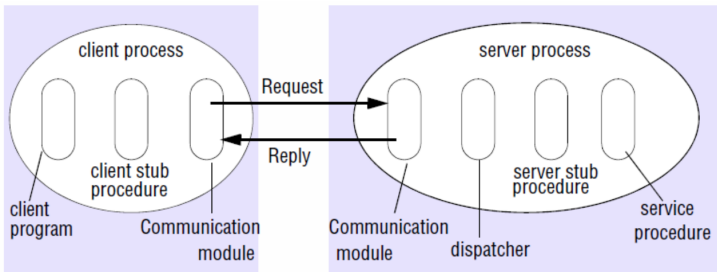 client process
server process
Request
Reply
client stub
procedure
server stub
procedure
client
program
Communication
module
Communication
module
dispatcher
service
procedure